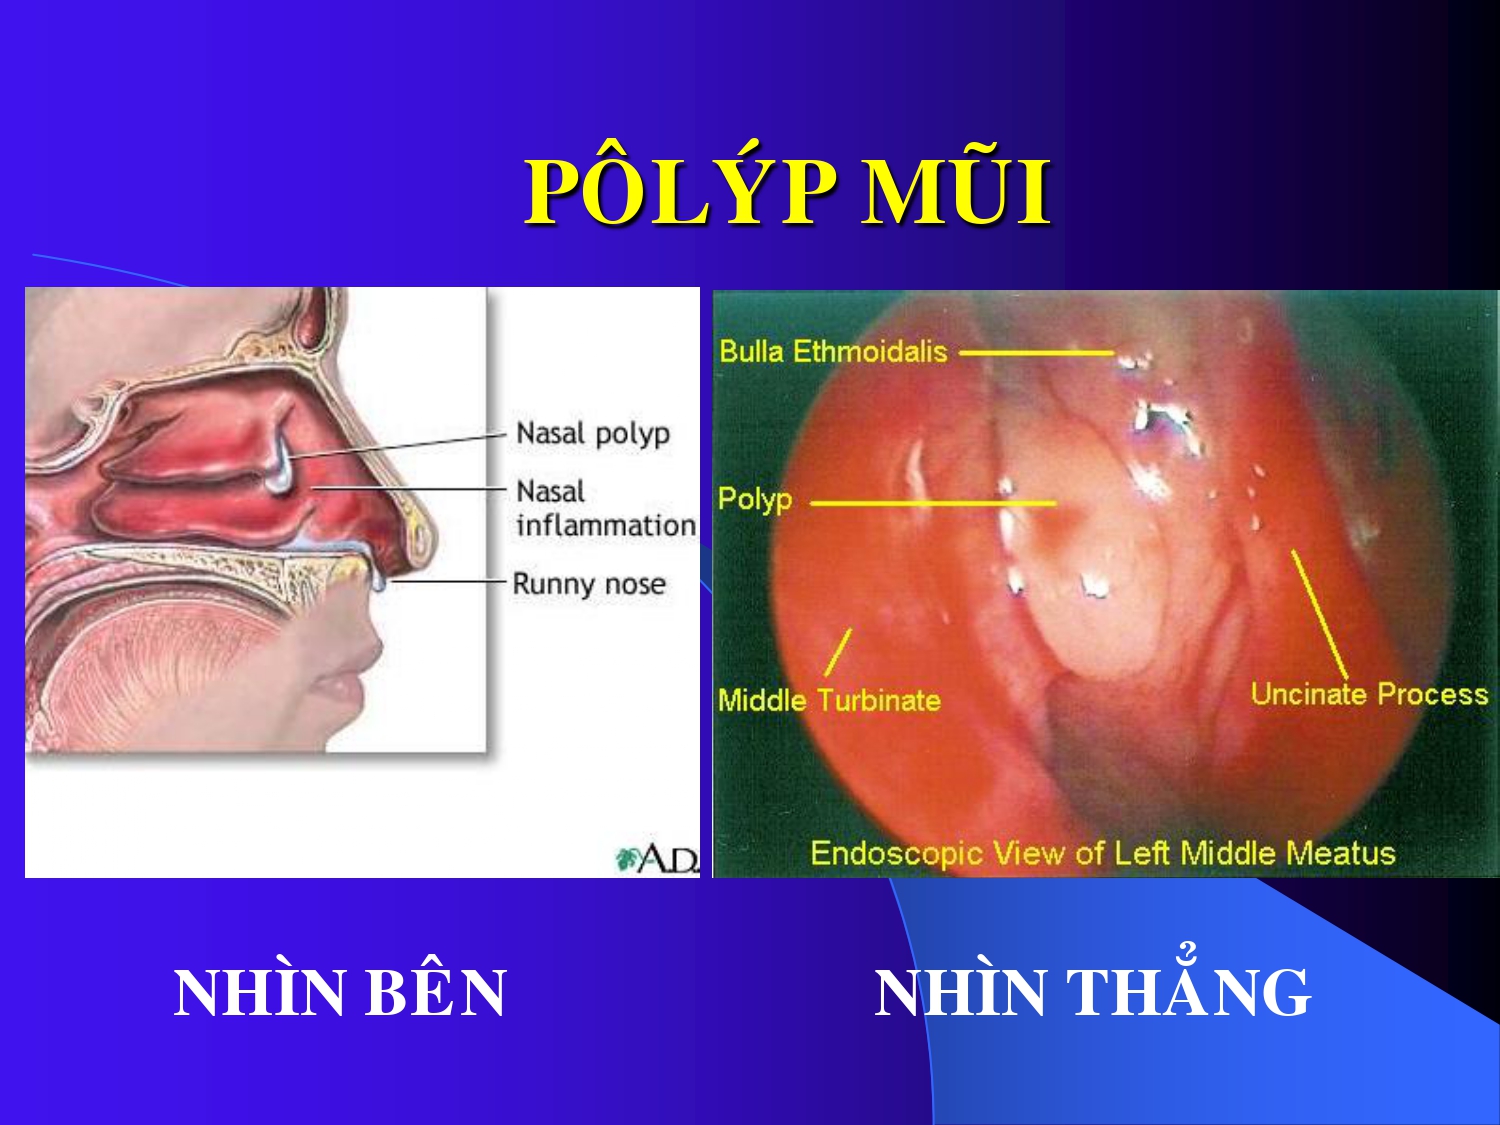 PÔLÝP MŨI
Nasal polyp
Nasal
inflammation
Runny nose
A.D.
Bulla Ethmoidalis
Polyp
Middle Turbinate
Uncinate Process
Endoscopic View of Left Middle Meatus
NHÌN BÊN
NHÌN THẲNG